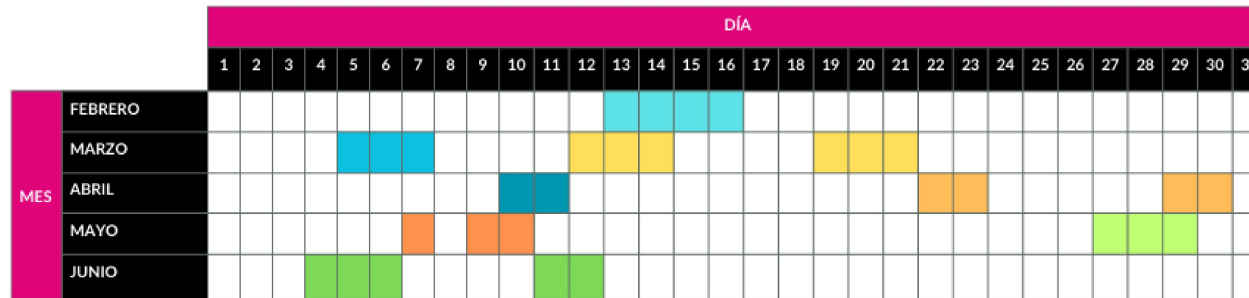 DÍA
1 2 3 4 5 6 7 8 9 10 11 12 13 14 15 16 17 18 19 20 21 22 23 24 25 26 27 28 29 30
MES
FEBRERO
MARZO
ABRIL
MAYO
JUNIO